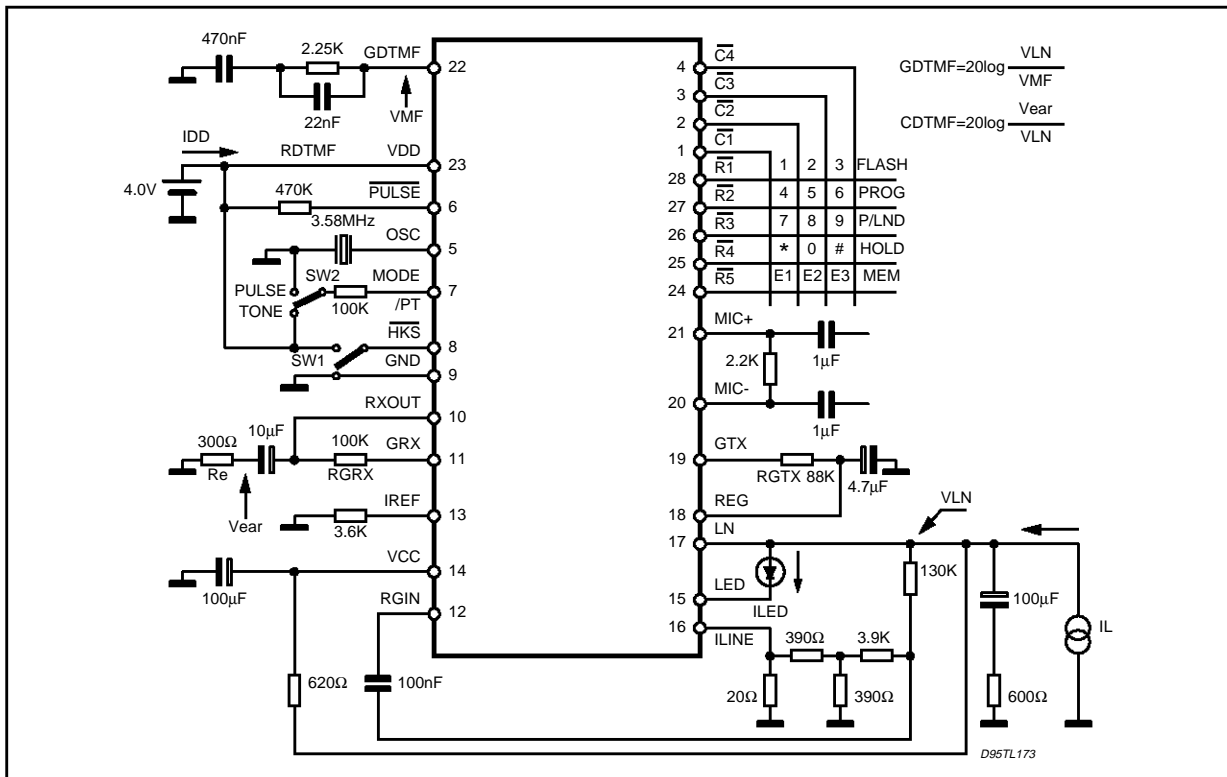 470nF
2.25K
GDTMF
22
22nF
VMF
IDD
RDTMF
VDD
23
4.0V
470K
PULSE
6
3.58MHz
OSC
5
SW2
MODE
7
PULSE
TONE
100K
/PT
HKS
8
SW1
GND
9
RXOUT
10
10µF
300Ω
100K
GRX
11
Re
RGRX
Vear
IREF
13
3.6K
VCC
14
100µF
RGIN
12
620Ω
100nF
4
C4
3
C3
2
C2
1
C1
28
R1
1 2 3 FLASH
27
R2
4 5 6 PROG
26
R3
7 8 9 P/LND
25
R4
* 0 # HOLD
24
R5
E1 E2 E3 MEM
GDTMF=20log VLN
VMF
CDTMF=20log Vear
VLN
21
MIC+
1µF
2.2K
20
MIC-
1µF
19
GTX
RGTX 88K
4.7µF
18
REG
17
LN
VLN
15
LED
ILED
130K
100µF
IL
16
ILINE
390Ω
3.9K
20Ω
390Ω
600Ω
D95TL173